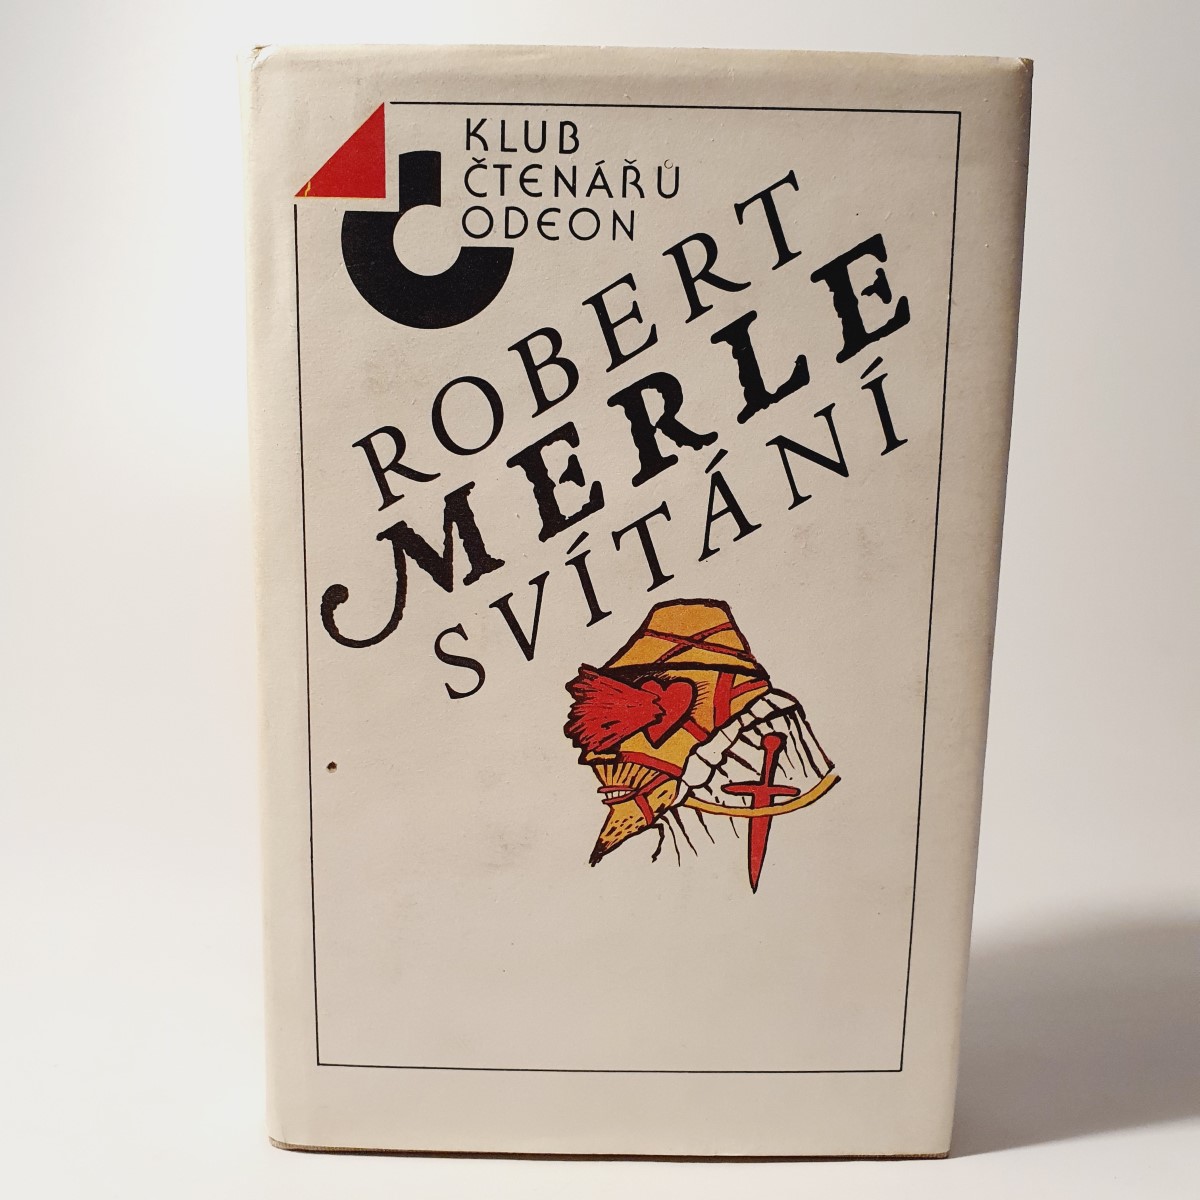 KLUB
ČTENÁŘŮ
ODEON
ROBERT
MERLE
SVÍTÁNÍ